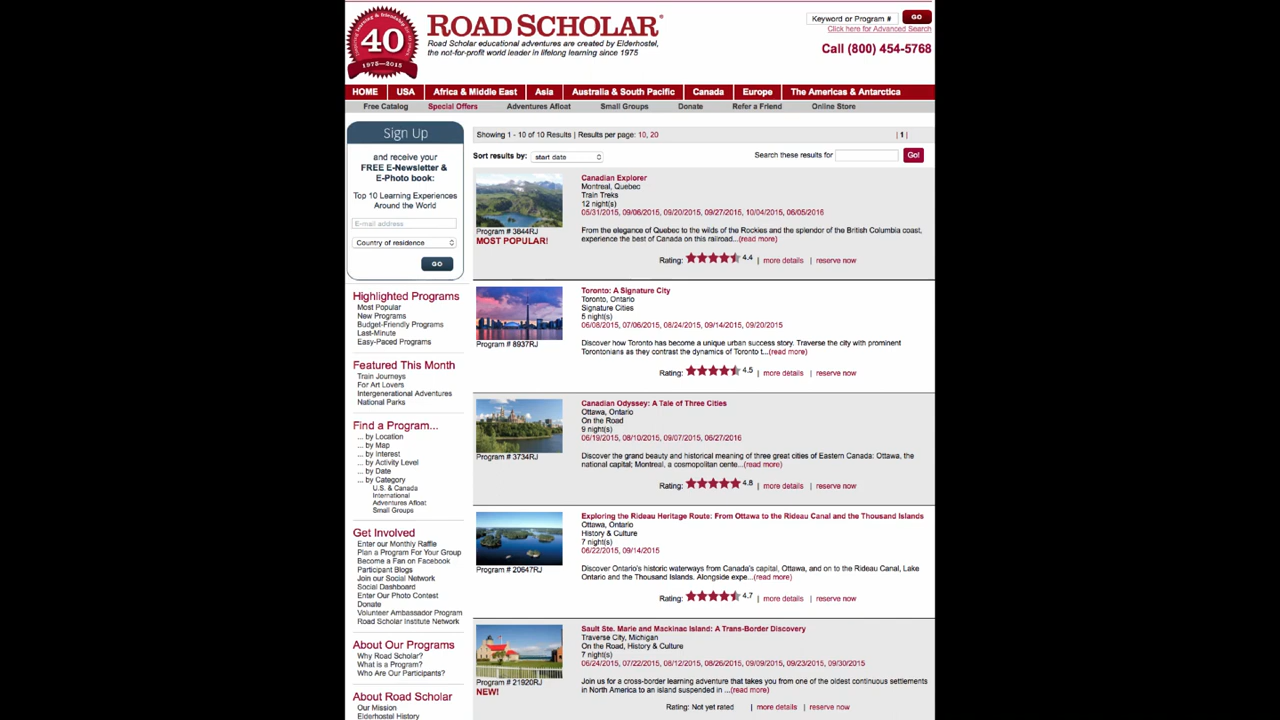 40
1975—2015
ROAD SCHOLAR®
Road Scholar educational adventures are created by Elderhostel,
the not-for-profit world leader in lifelong learning since 1975
Keyword or Program #
GO
Click here for Advanced Search
Call (800) 454-5768
HOME USA Africa & Middle East Asia Australia & South Pacific Canada Europe The Americas & Antarctica
Free Catalog Special Offers Adventures Afloat Small Groups Donate Refer a Friend Online Store
Sign Up
and receive your
FREE E-Newsletter &
E-Photo book:
Top 10 Learning Experiences
Around the World
E-mail address
Country of residence
GO
Highlighted Programs
Most Popular
New Programs
Budget-Friendly Programs
Last-Minute
Easy-Paced Programs
Featured This Month
Train Journeys
For Art Lovers
Intergenerational Adventures
National Parks
Find a Program...
... by Location
... by Map
... by Interest
... by Activity Level
... by Date
... by Category
U.S. & Canada
International
Adventures Afloat
Small Groups
Get Involved
Enter our Monthly Raffle
Plan a Program For Your Group
Become a Fan on Facebook
Participant Blogs
Join our Social Network
Social Dashboard
Enter Our Photo Contest
Donate
Volunteer Ambassador Program
Road Scholar Institute Network
About Our Programs
Why Road Scholar?
What is a Program?
Who Are Our Participants?
About Road Scholar
Our Mission
Elderhostel History
Showing 1 - 10 of 10 Results | Results per page: 10, 20 | 1 |
Sort results by: start date Search these results for Go!
Canadian Explorer
Montreal, Quebec
Train Treks
12 night(s)
05/31/2015, 09/06/2015, 09/20/2015, 09/27/2015, 10/04/2015, 06/05/2016
Program # 3844RJ
MOST POPULAR!
From the elegance of Quebec to the wilds of the Rockies and the splendor of the British Columbia coast,
experience the best of Canada on this railroad...(read more)
Rating: 4.4 | more details | reserve now
Toronto: A Signature City
Toronto, Ontario
Signature Cities
5 night(s)
06/08/2015, 07/06/2015, 08/24/2015, 09/14/2015, 09/20/2015
Program # 8937RJ
Discover how Toronto has become a unique urban success story. Traverse the city with prominent
Torontonians as they contrast the dynamics of Toronto t...(read more)
Rating: 4.5 | more details | reserve now
Canadian Odyssey: A Tale of Three Cities
Ottawa, Ontario
On the Road
9 night(s)
06/19/2015, 08/10/2015, 09/07/2015, 06/27/2016
Program # 3734RJ
Discover the grand beauty and historical meaning of three great cities of Eastern Canada: Ottawa, the
national capital; Montreal, a cosmopolitan cente...(read more)
Rating: 4.8 | more details | reserve now
Exploring the Rideau Heritage Route: From Ottawa to the Rideau Canal and the Thousand Islands
Ottawa, Ontario
History & Culture
7 night(s)
06/22/2015, 09/14/2015
Program # 20647RJ
Discover Ontario's historic waterways from Canada's capital, Ottawa, and on to the Rideau Canal, Lake
Ontario and the Thousand Islands. Alongside expe...(read more)
Rating: 4.7 | more details | reserve now
Sault Ste. Marie and Mackinac Island: A Trans-Border Discovery
Traverse City, Michigan
On the Road, History & Culture
7 night(s)
06/24/2015, 07/22/2015, 08/12/2015, 08/26/2015, 09/09/2015, 09/23/2015, 09/30/2015
Program # 21920RJ
NEW!
Join us for a cross-border learning adventure that takes you from one of the oldest continuous settlements
in North America to an island suspended in ...(read more)
Rating: Not yet rated | more details | reserve now